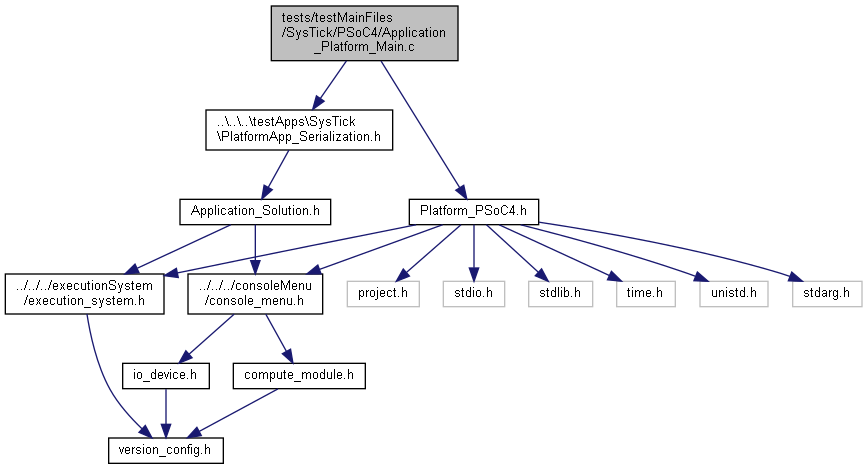 tests/testMainFiles
/SysTick/PSoC4/Application
_Platform_Main.c
..\..\..\testApps\SysTick
\PlatformApp_Serialization.h
Application_Solution.h
Platform_PSoC4.h
../../../executionSystem
/execution_system.h
../../../consoleMenu
/console_menu.h
project.h
stdio.h
stdlib.h
time.h
unistd.h
stdarg.h
io_device.h
compute_module.h
version_config.h